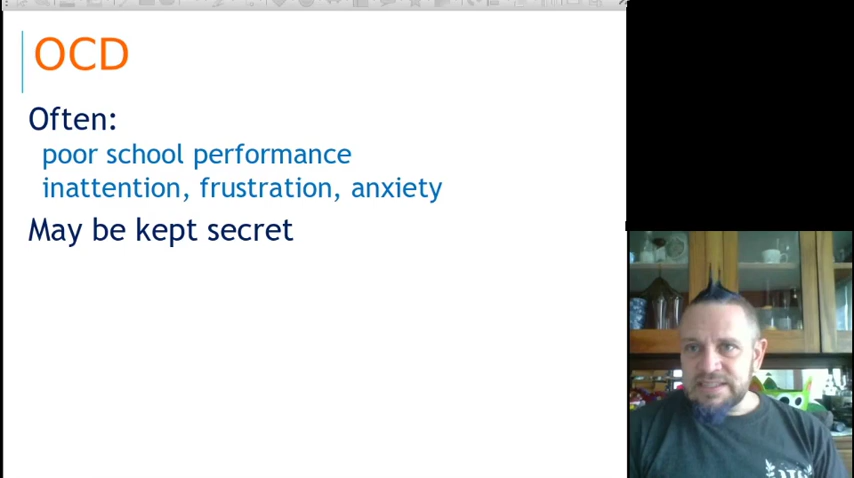 OCD
Often:
poor school performance
inattention, frustration, anxiety
May be kept secret